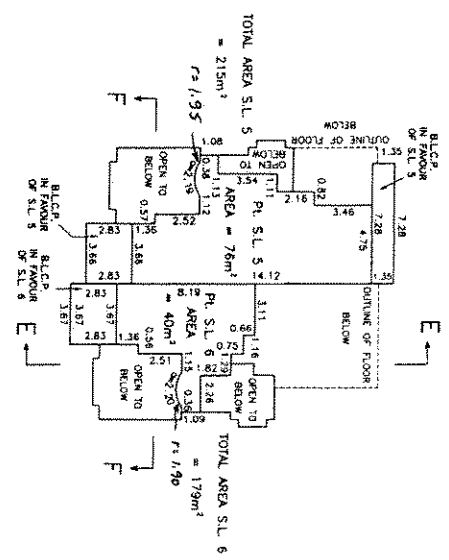 TOTAL AREA S.L. 5
= 215m²
r = 1.95
F
1.08
OPEN TO
BELOW
0.38
2.19
1.13
1.12
0.57
2.52
OPEN TO
BELOW
3.54
1.11
OUTLINE OF FLOOR
BELOW
2.16
0.82
3.46
1.35
B.L.C.P.
IN FAVOUR
OF S.L. 5
7.28
7.28
4.75
1.35
Pt. S.L. 5
AREA = 76m²
14.12
B.L.C.P.
IN FAVOUR
OF S.L. 5
2.83
1.36
3.66
3.66
2.83
B.L.C.P.
IN FAVOUR
OF S.L. 6
2.83
3.67
3.67
2.83
1.36
E
E
8.19
Pt. S.L. 6
AREA
= 40m²
3.11
0.66
1.16
0.75
1.82
2.26
OUTLINE OF FLOOR
BELOW
OPEN TO
BELOW
0.56
2.51
1.15
0.36
2.20
OPEN TO
BELOW
1.09
r = 1.90
F
TOTAL AREA S.L. 6
= 179m²